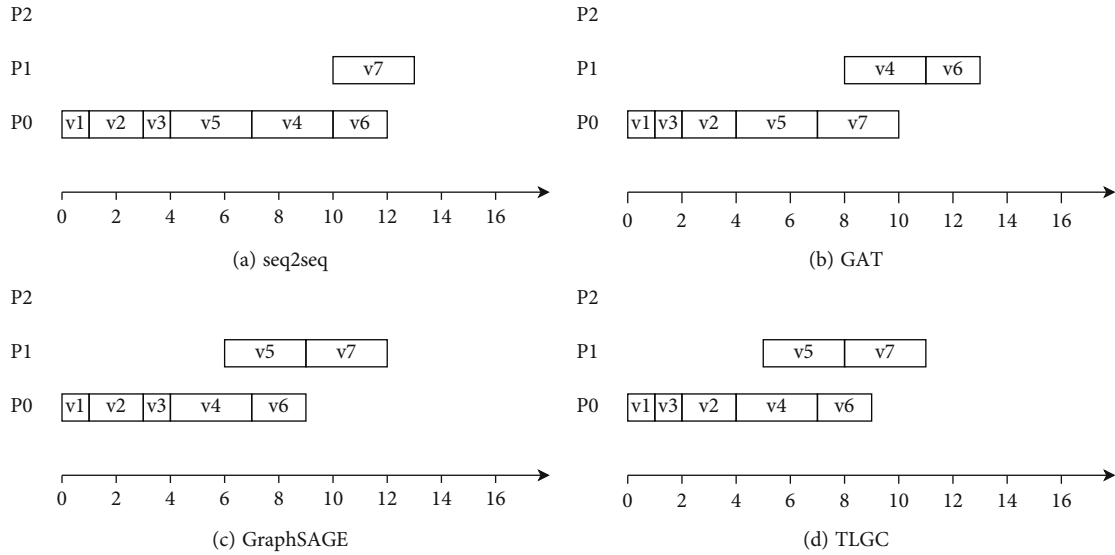 P2
P1
v7
P0
v1 v2 v3 v5 v4 v6
0 2 4 6 8 10 12 14 16
(a) seq2seq
P2
P1
v4 v6
P0
v1 v3 v2 v5 v7
0 2 4 6 8 10 12 14 16
(b) GAT
P2
P1
v5 v7
P0
v1 v2 v3 v4 v6
0 2 4 6 8 10 12 14 16
(c) GraphSAGE
P2
P1
v5 v7
P0
v1 v3 v2 v4 v6
0 2 4 6 8 10 12 14 16
(d) TLGC